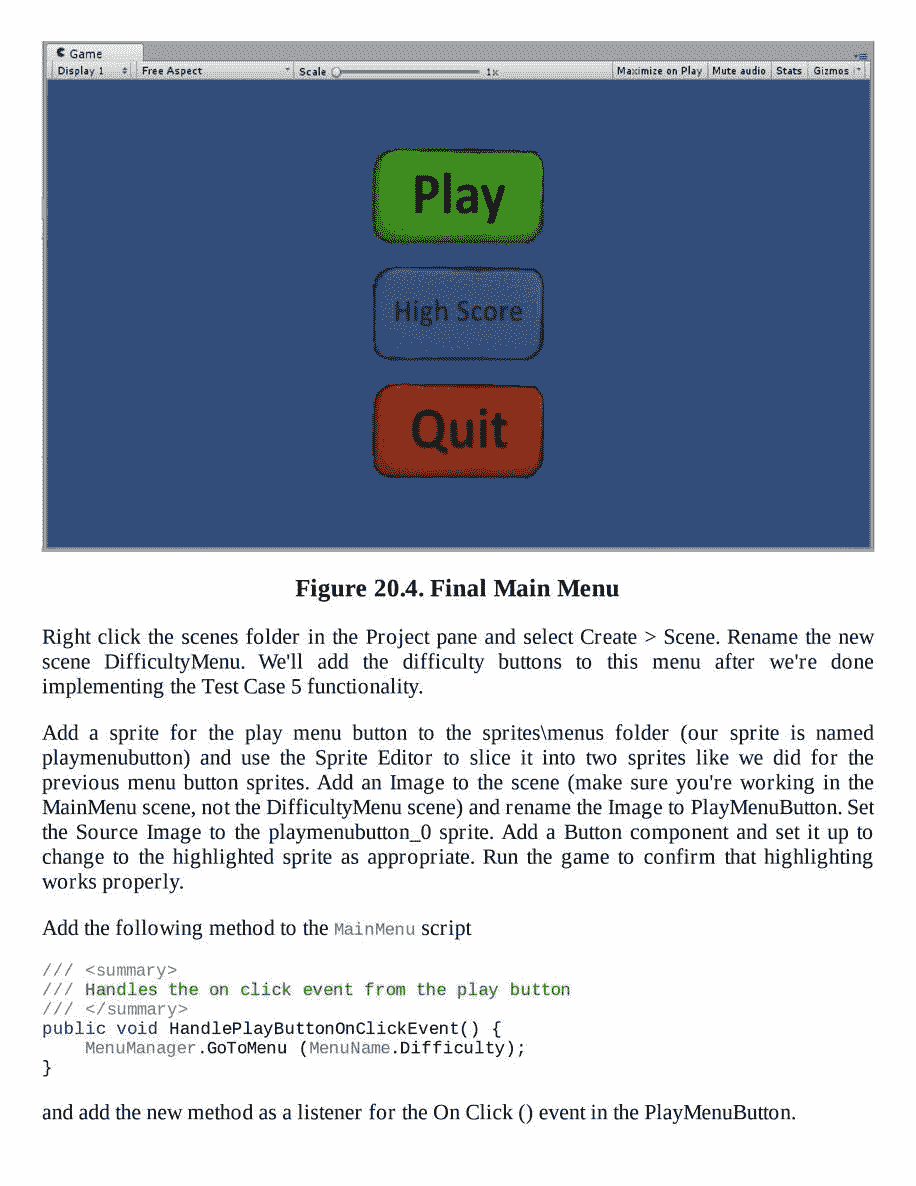 Game
Display 1 Free Aspect Scale 1x Maximize on Play Mute audio Stats Gizmos
Play
High Score
Quit
Figure 20.4. Final Main Menu
Right click the scenes folder in the Project pane and select Create > Scene. Rename the new
scene DifficultyMenu. We'll add the difficulty buttons to this menu after we're done
implementing the Test Case 5 functionality.
Add a sprite for the play menu button to the sprites\menus folder (our sprite is named
playmenubutton) and use the Sprite Editor to slice it into two sprites like we did for the
previous menu button sprites. Add an Image to the scene (make sure you're working in the
MainMenu scene, not the DifficultyMenu scene) and rename the Image to PlayMenuButton. Set
the Source Image to the playmenubutton_0 sprite. Add a Button component and set it up to
change to the highlighted sprite as appropriate. Run the game to confirm that highlighting
works properly.
Add the following method to the MainMenu script
/// <summary>
/// Handles the on click event from the play button
/// </summary>
public void HandlePlayButtonOnClickEvent() {
    MenuManager.GoToMenu (MenuName.Difficulty);
}
and add the new method as a listener for the On Click () event in the PlayMenuButton.